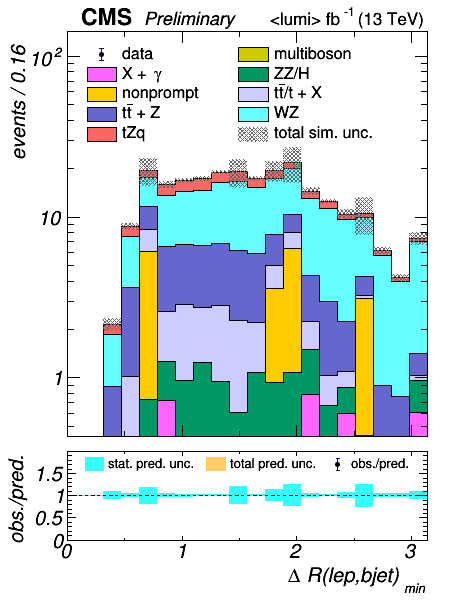 CMS Preliminary <lumi> fb⁻¹ (13 TeV)
events / 0.16
10²
10
1
data
X + γ
nonprompt
tt̄ + Z
tZq
multiboson
ZZ/H
tt̄/t + X
WZ
total sim. unc.
obs./pred.
1.5
1
0.5
0
stat. pred. unc. total pred. unc. obs./pred.
0 1 2 3
Δ R(lep,bjet) min